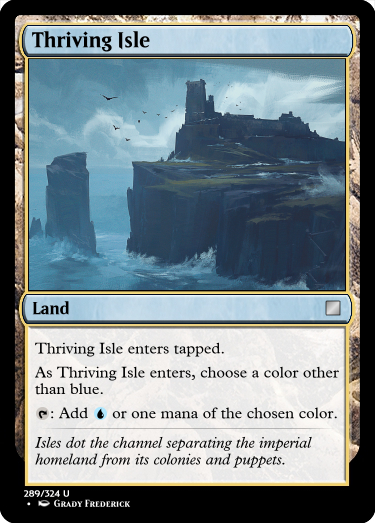 Thriving Isle
Land
Thriving Isle enters tapped.
As Thriving Isle enters, choose a color other
than blue.
: Add or one mana of the chosen color.
Isles dot the channel separating the imperial
homeland from its colonies and puppets.
289/324 U
• Grady Frederick